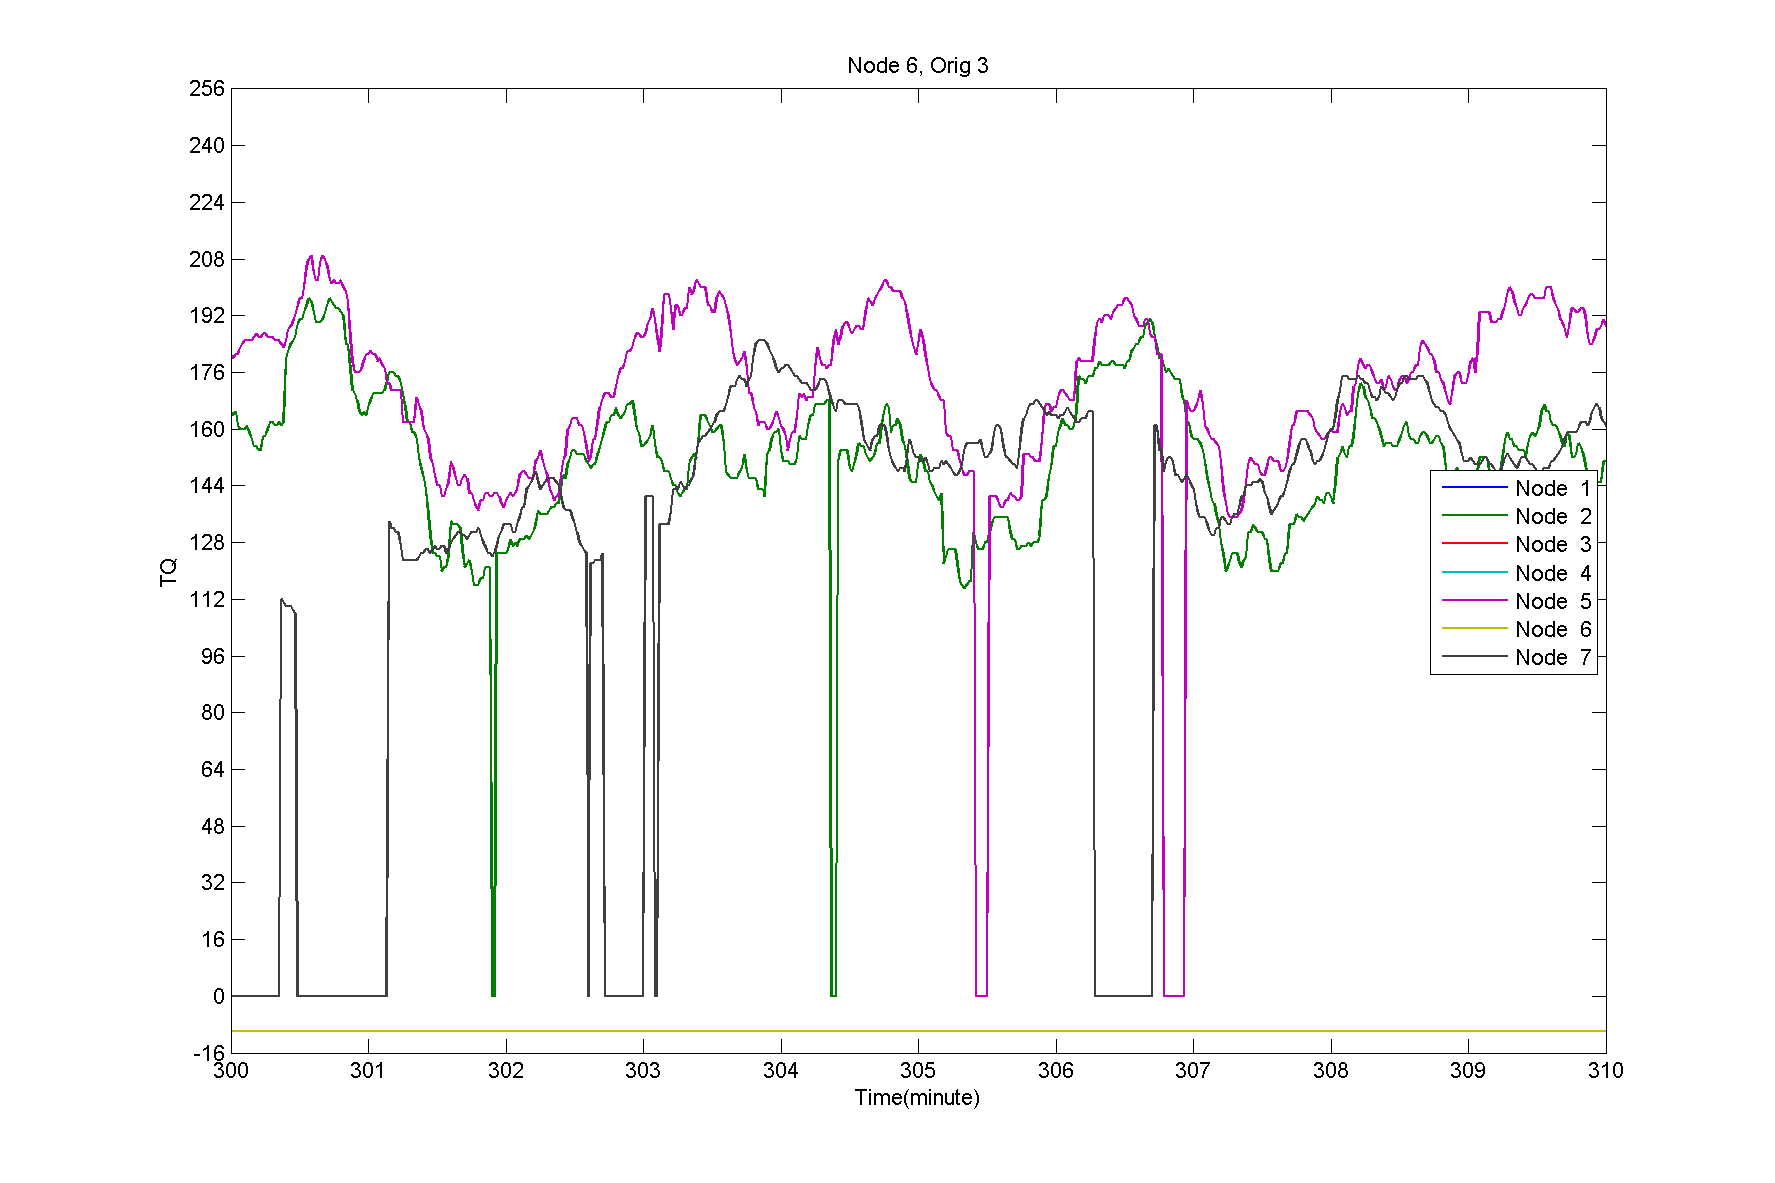 Node 6, Orig 3
256
240
224
208
192
176
160
144
128
112
96
80
64
48
32
16
0
-16
TQ
Node 1
Node 2
Node 3
Node 4
Node 5
Node 6
Node 7
300 301 302 303 304 305 306 307 308 309 310
Time(minute)